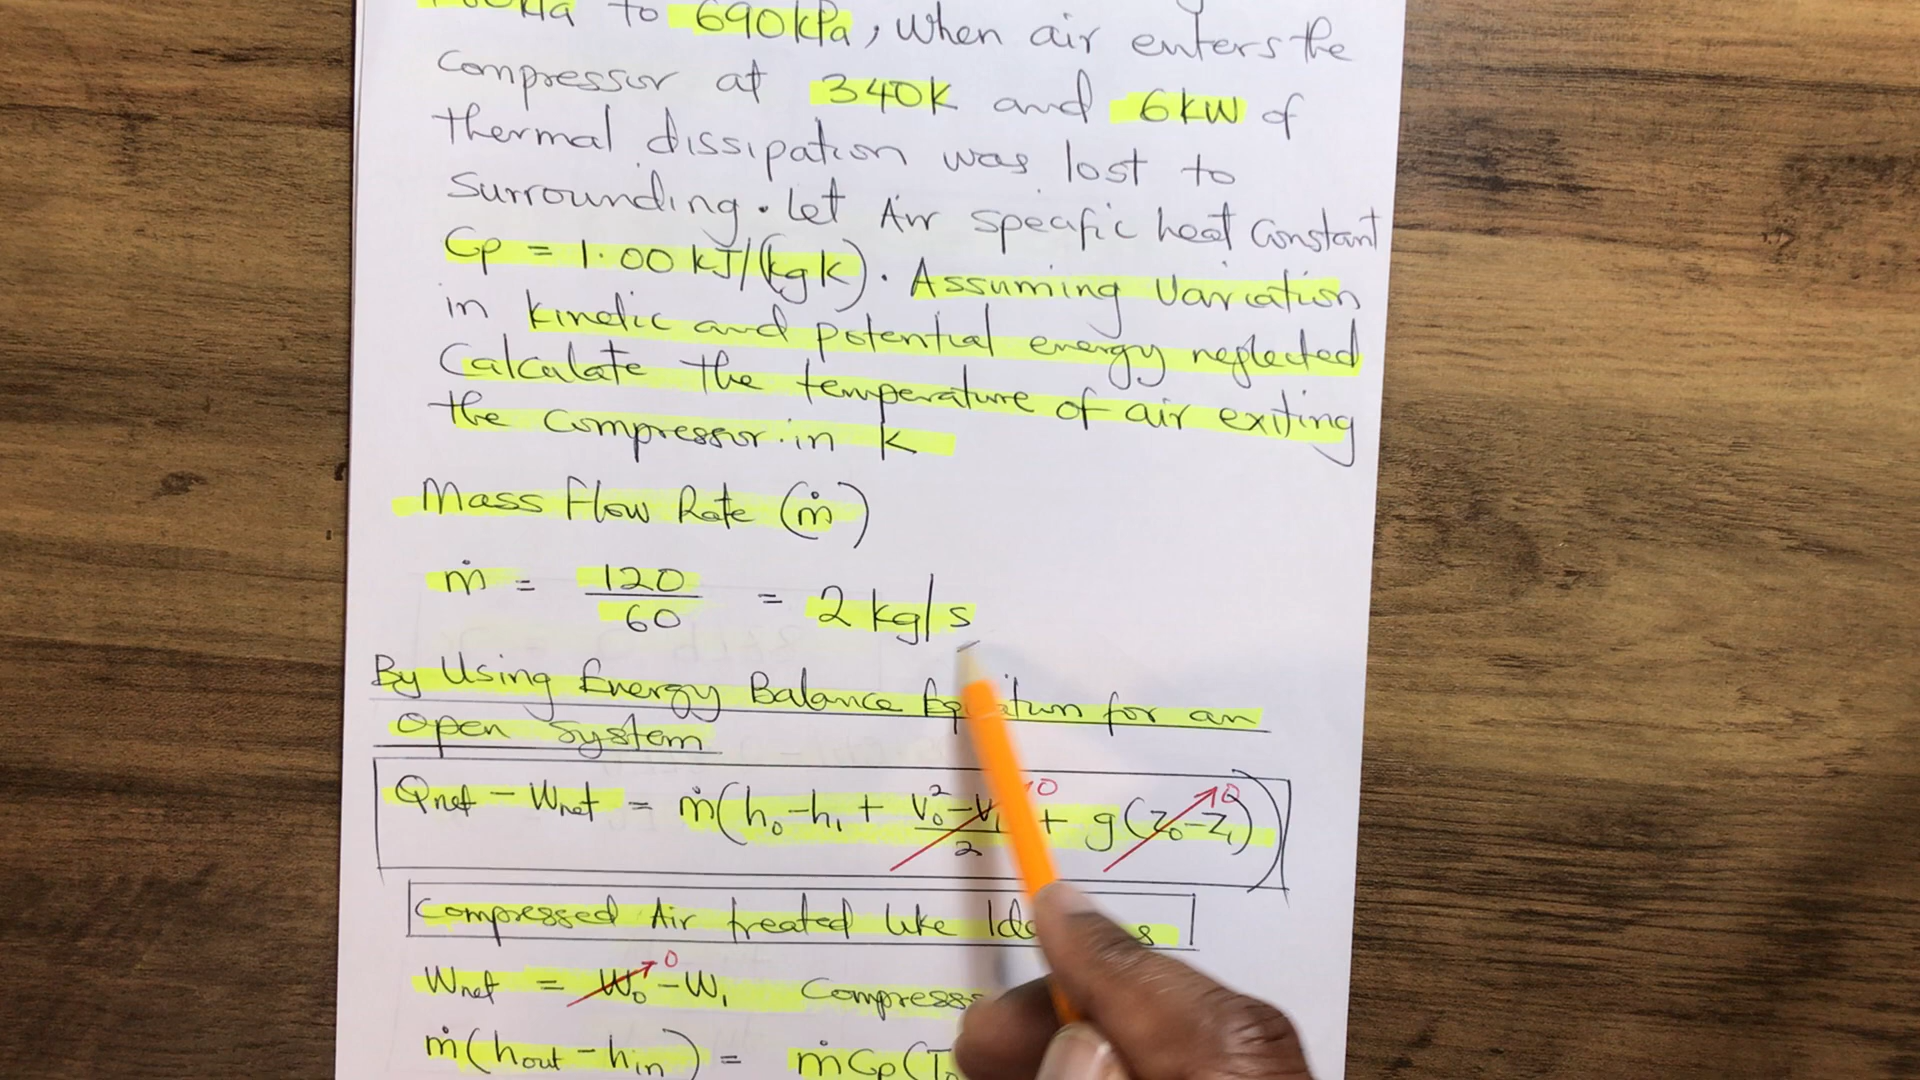 to 690kPa, when air enters the
compressor at 340K and 6kW of
thermal dissipation was lost to
surrounding. Let Air specific heat constant
Cp = 1.00 kJ/(kg K). Assuming Variation
in kinetic and potential energy neglected
Calculate the temperature of air exiting
the compressor in K
Mass Flow Rate (ṁ)
ṁ = 120/60 = 2 kg/s
By Using Energy Balance Equation for an
open system
Qnet - Wnet = ṁ(h₀ - h₁ + V₀² - V₁/2 →0 + g(Z₀ - Z₁) →0)
Compressed Air treated like
Wnet = W₀ →0 - W₁
ṁ(hout - hin) = ṁCp(T